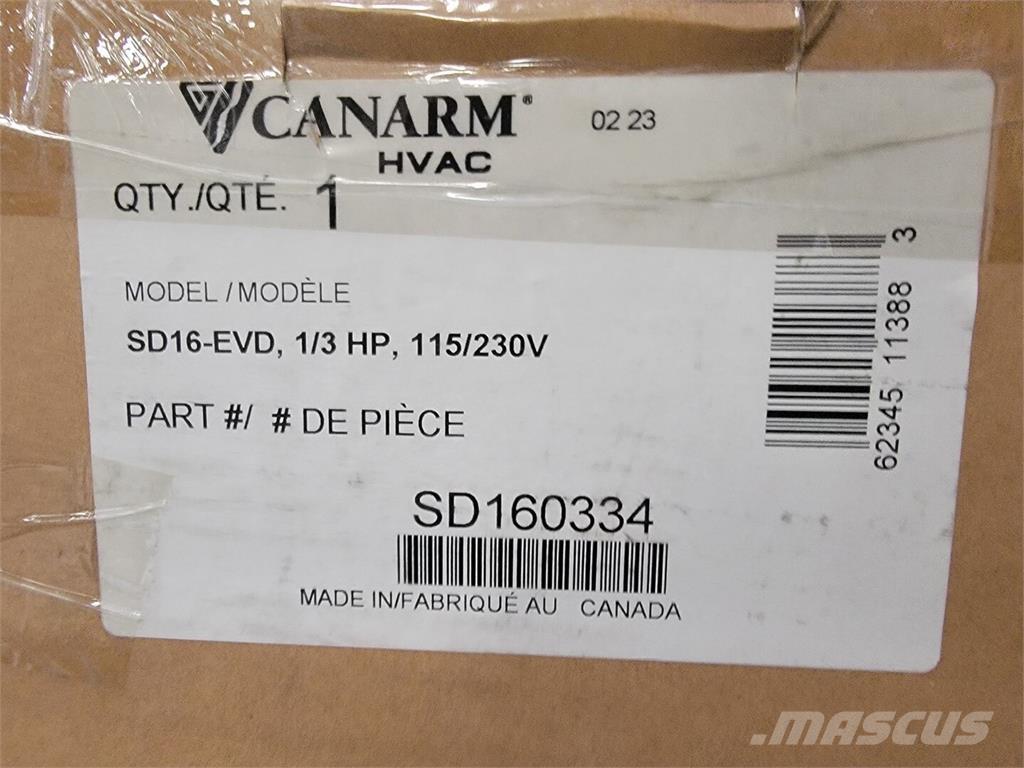 CANARM®
HVAC
02 23
QTY./QTÉ. 1
MODEL / MODÈLE
SD16-EVD, 1/3 HP, 115/230V
PART #/ # DE PIÈCE
62345 11388 3
SD160334
MADE IN/FABRIQUÉ AU CANADA
MASCUS